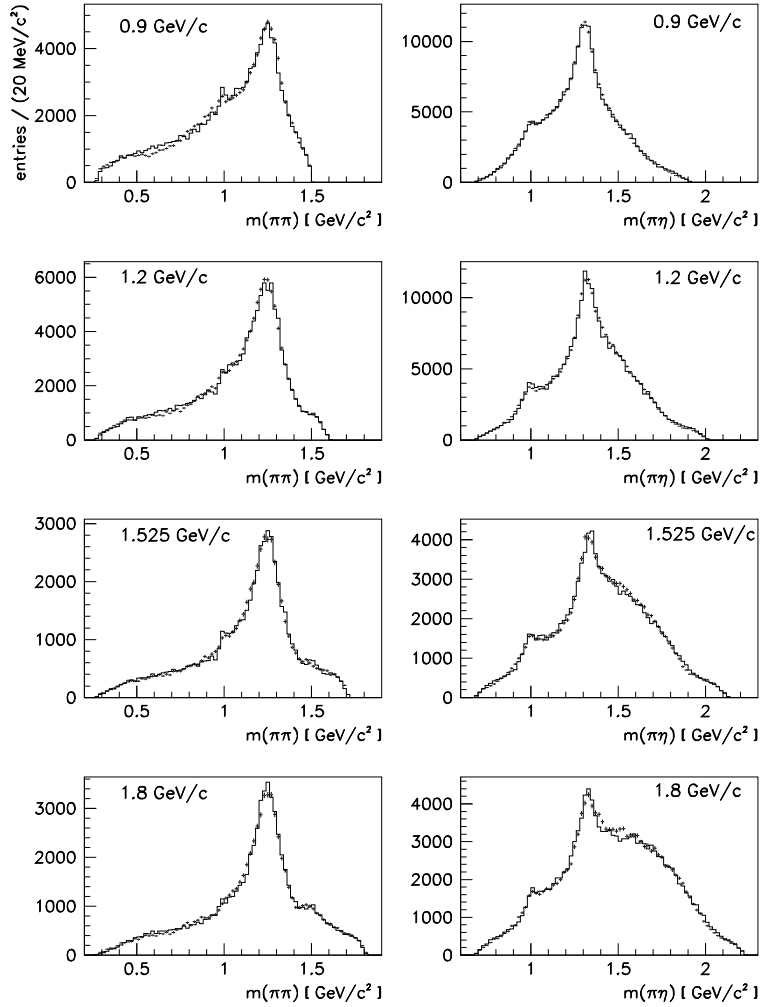 entries / (20 MeV/c²)
0.9 GeV/c
4000
2000
0
0.5 1 1.5
m(ππ) [ GeV/c² ]
0.9 GeV/c
10000
5000
0
1 1.5 2
m(πη) [ GeV/c² ]
1.2 GeV/c
6000
4000
2000
0
0.5 1 1.5
m(ππ) [ GeV/c² ]
1.2 GeV/c
10000
5000
0
1 1.5 2
m(πη) [ GeV/c² ]
1.525 GeV/c
3000
2000
1000
0
0.5 1 1.5
m(ππ) [ GeV/c² ]
1.525 GeV/c
4000
3000
2000
1000
0
1 1.5 2
m(πη) [ GeV/c² ]
1.8 GeV/c
3000
2000
1000
0
0.5 1 1.5
m(ππ) [ GeV/c² ]
1.8 GeV/c
4000
3000
2000
1000
0
1 1.5 2
m(πη) [ GeV/c² ]